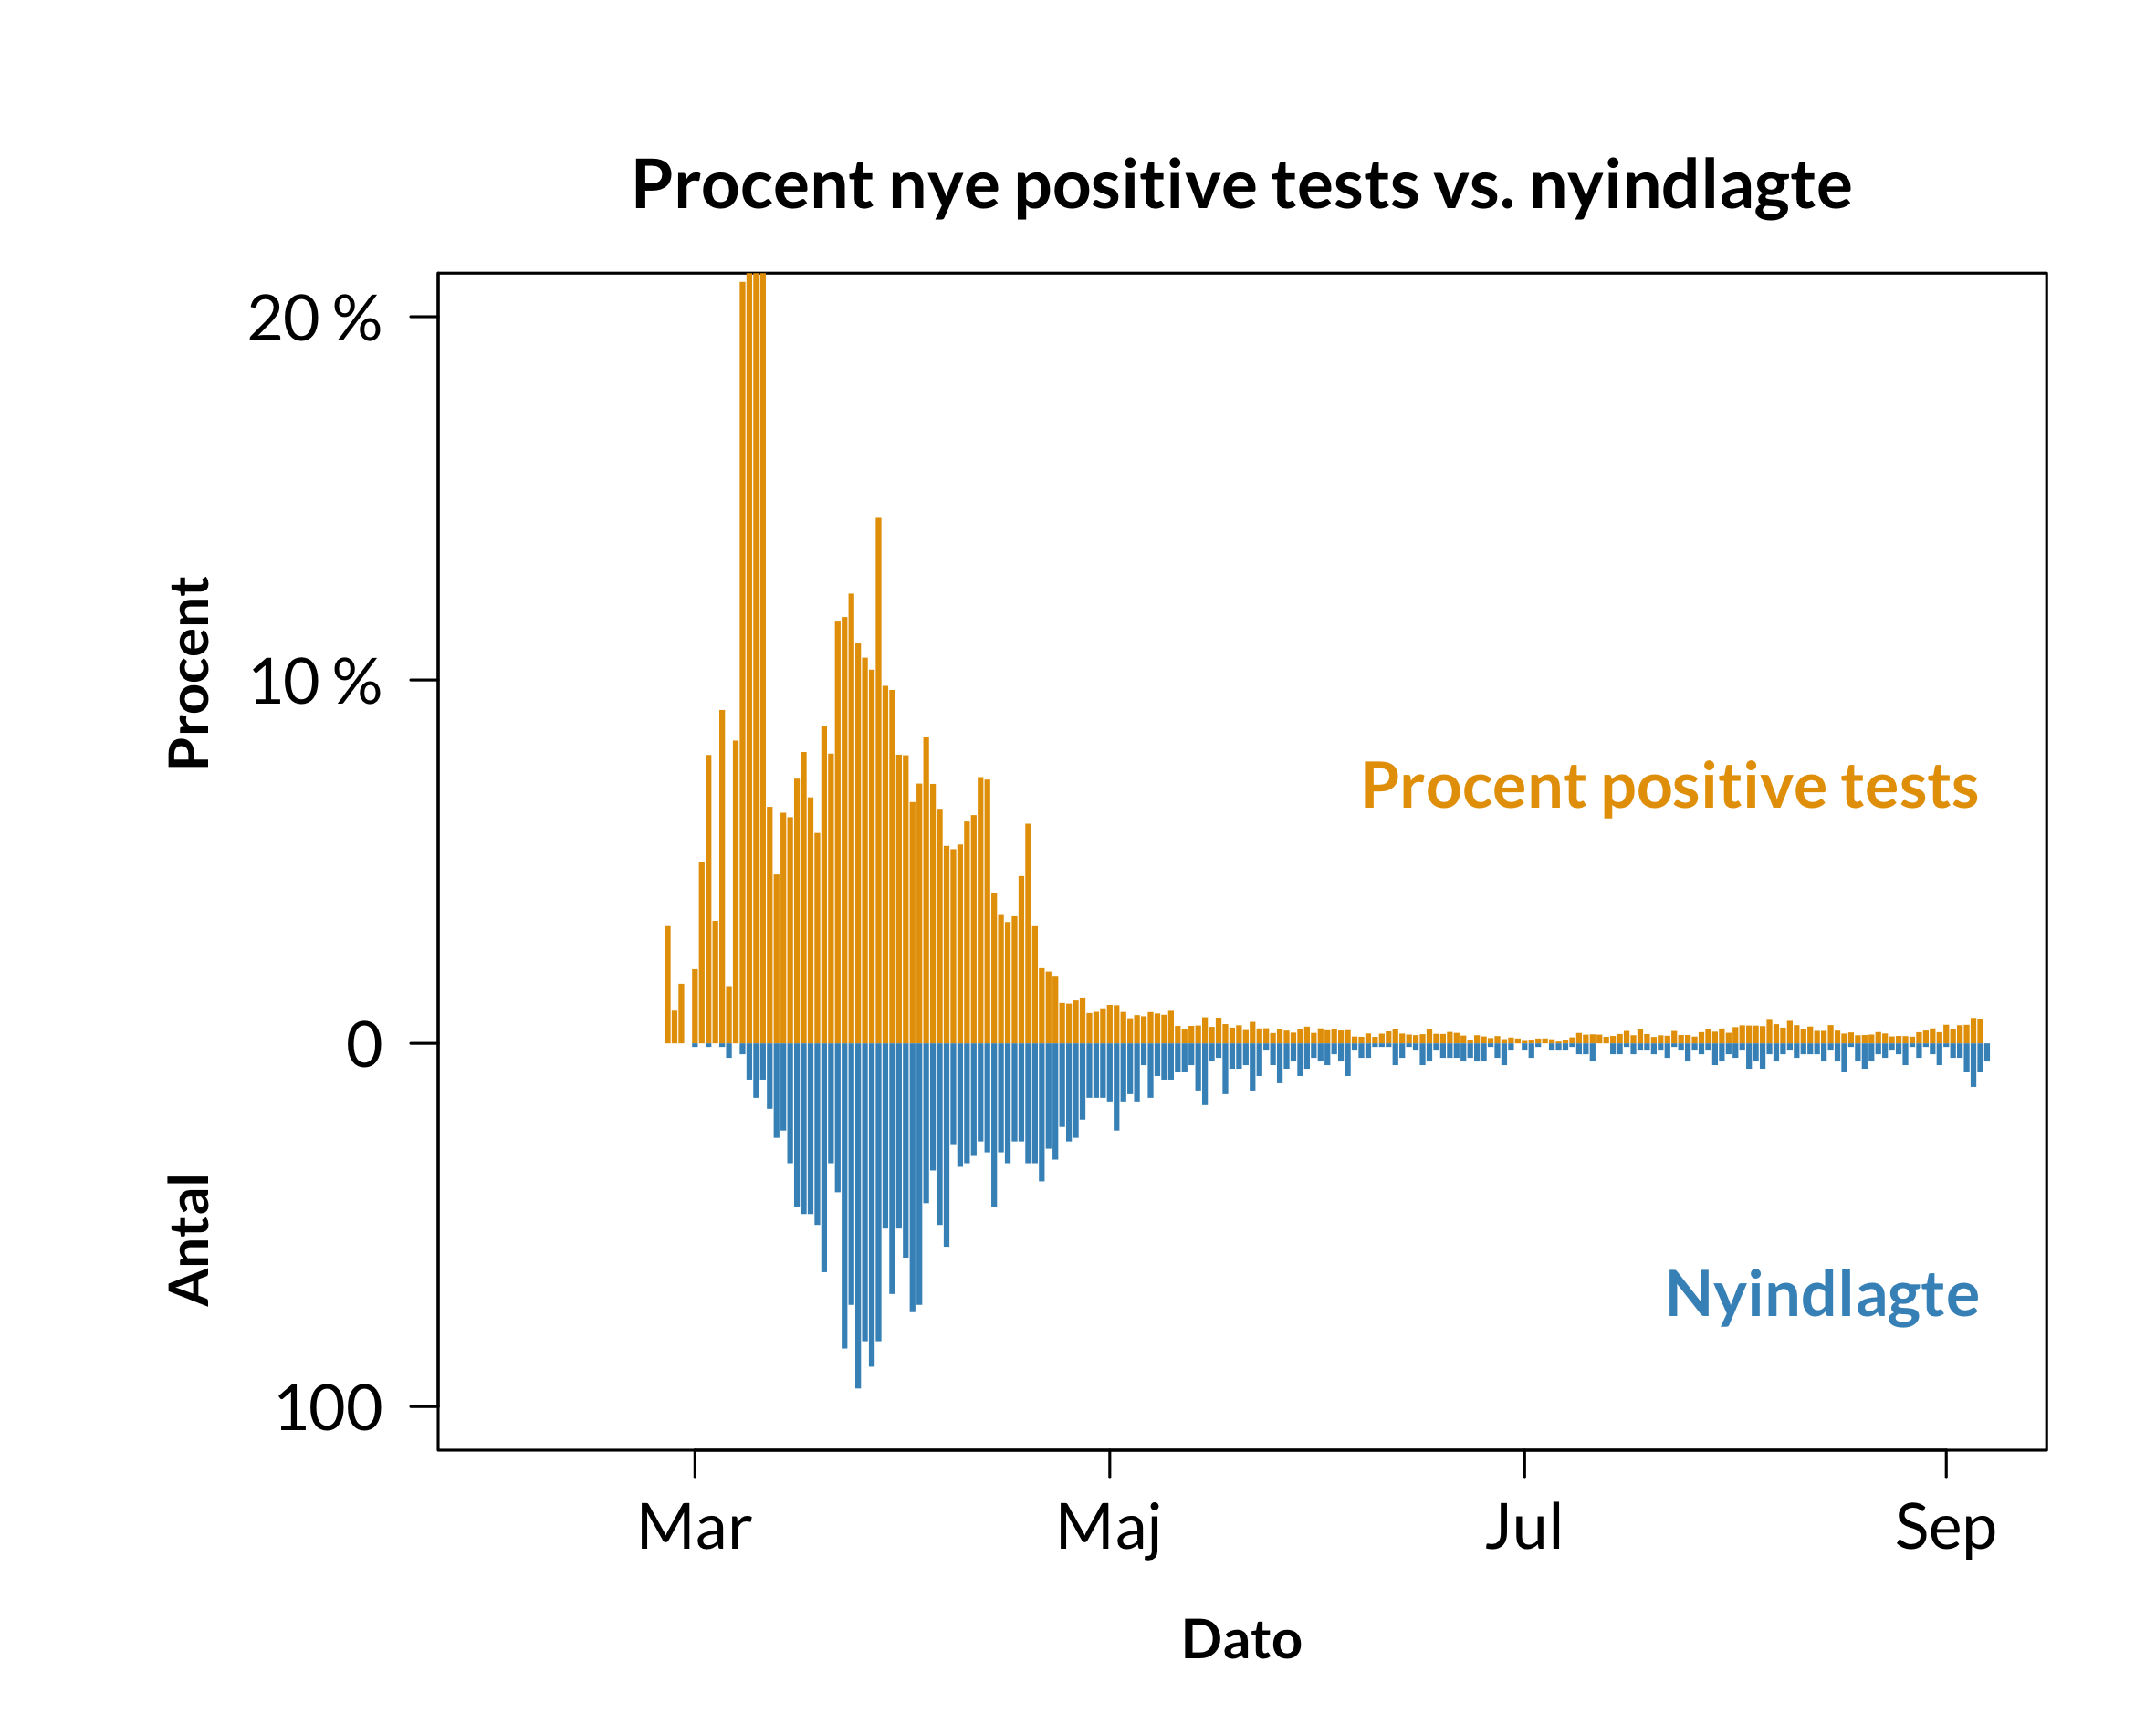 Procent nye positive tests vs. nyindlagte
20 %
10 %
0
100
Procent
Antal
Procent positive tests
Nyindlagte
Mar
Maj
Jul
Sep
Dato